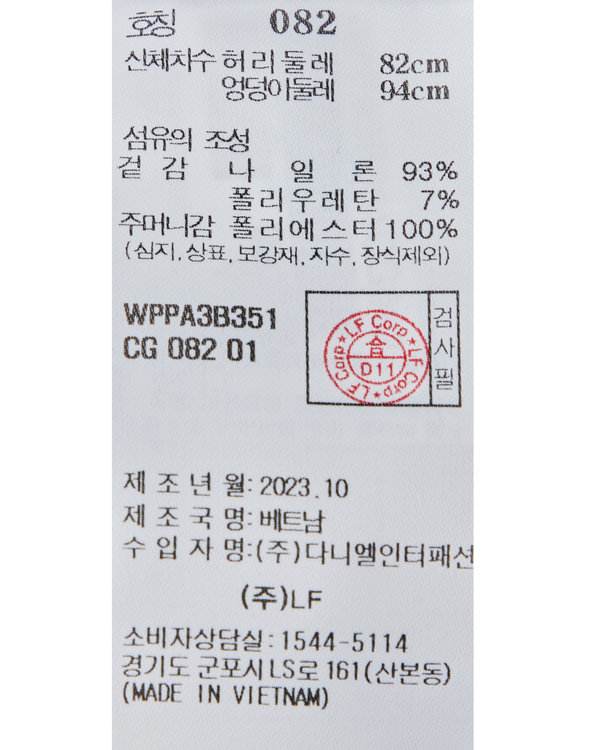 호칭 082
신체치수 허리둘레 82cm
엉덩이둘레 94cm
섬유의 조성
겉감 나일론 93%
폴리우레탄 7%
주머니감 폴리에스터 100%
(심지,상표,보강재,자수,장식제외)
WPPA3B351
CG 082 01
LF Corp ★ LF Corp ★ LF Corp ★
合
D11
검사필
제조년월: 2023.10
제조국명: 베트남
수입자명:(주)다니엘인터패션
(주)LF
소비자상담실: 1544-5114
경기도 군포시 LS로 161(산본동)
(MADE IN VIETNAM)